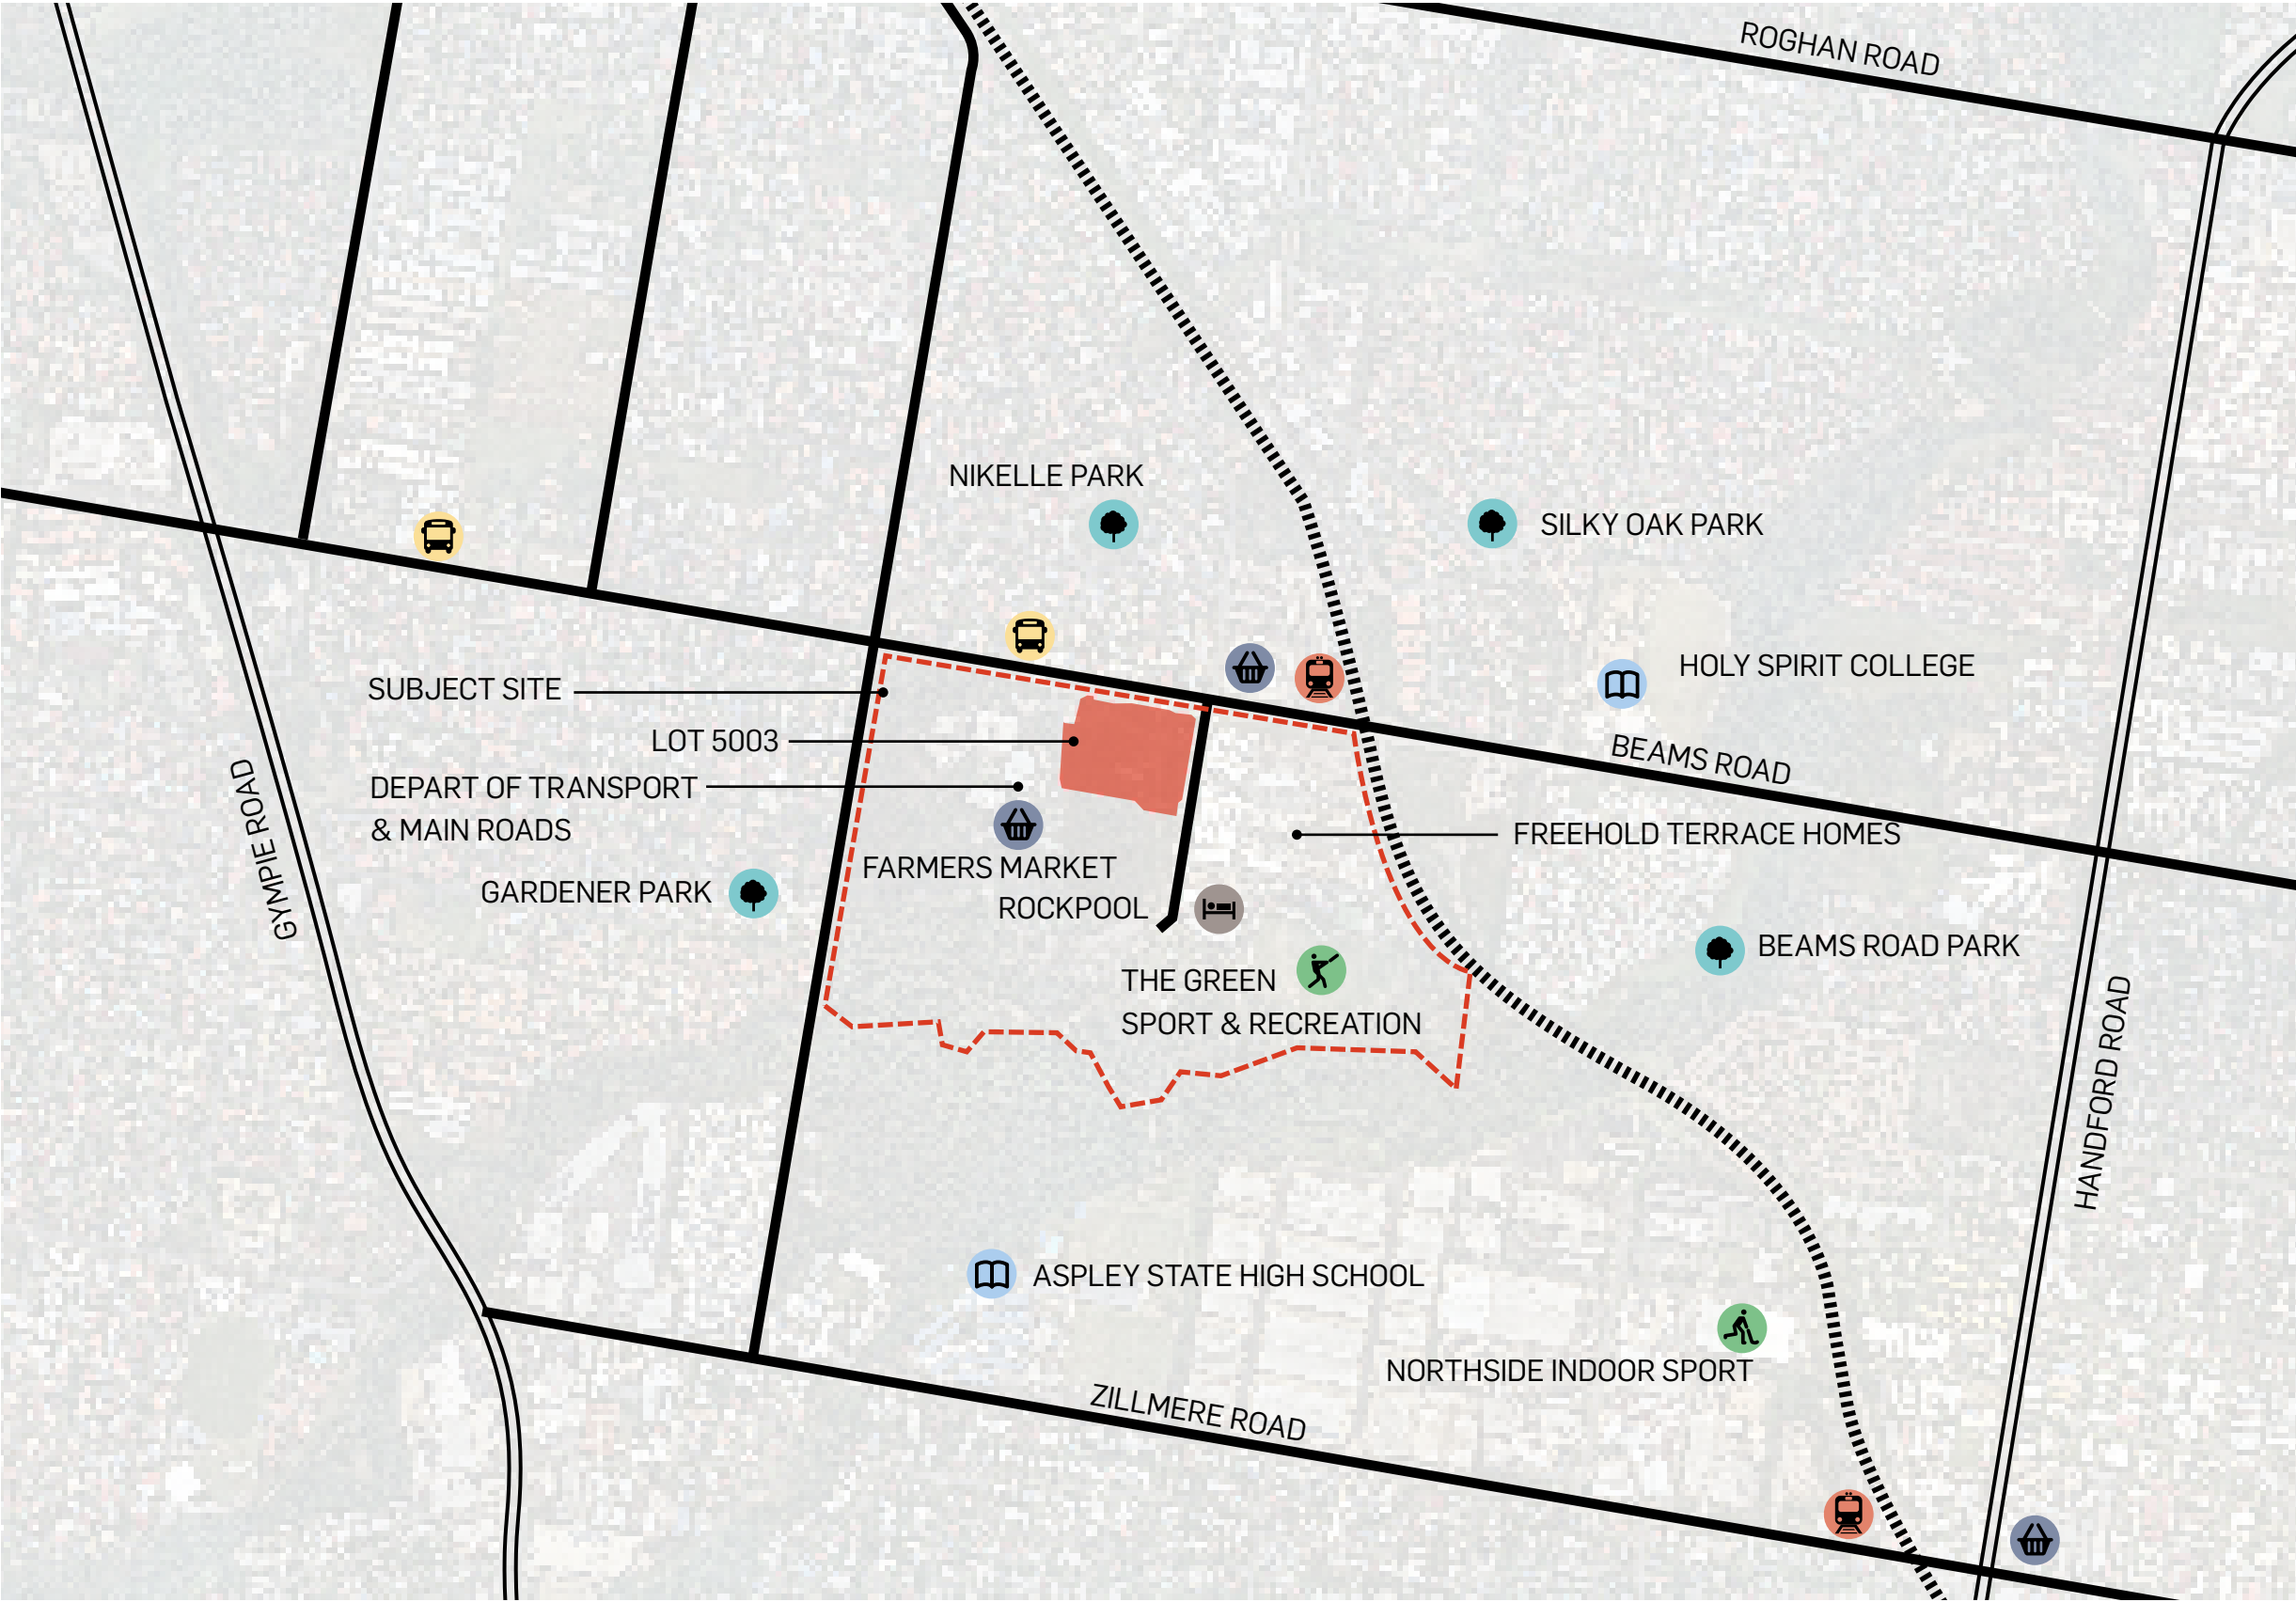 ROGHAN ROAD
NIKELLE PARK
SILKY OAK PARK
HOLY SPIRIT COLLEGE
SUBJECT SITE
LOT 5003
BEAMS ROAD
DEPART OF TRANSPORT
& MAIN ROADS
FREEHOLD TERRACE HOMES
GYMPIE ROAD
FARMERS MARKET
GARDENER PARK
ROCKPOOL
BEAMS ROAD PARK
THE GREEN
SPORT & RECREATION
HANDFORD ROAD
ASPLEY STATE HIGH SCHOOL
NORTHSIDE INDOOR SPORT
ZILLMERE ROAD